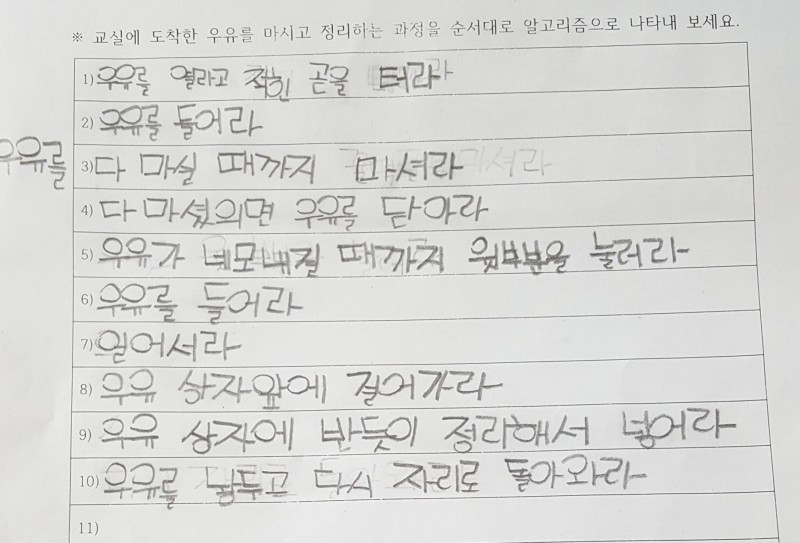 ※ 교실에 도착한 우유를 마시고 정리하는 과정을 순서대로 알고리즘으로 나타내 보세요.
1) 우유를 열라고 적힌 곧을 터라
2) 우유를 들어라
우유를
3) 다 마실 때까지 마셔라
4) 다 마셨으면 우유를 닫아라
5) 우유가 네모내질 때까지 윗부분을 눌러라
6) 우유를 들어라
7) 일어서라
8) 우유 상자앞에 걸어가라
9) 우유 상자에 반듯이 정리해서 넣어라
10) 우유를 놔두고 다시 자리로 돌아와라
11)